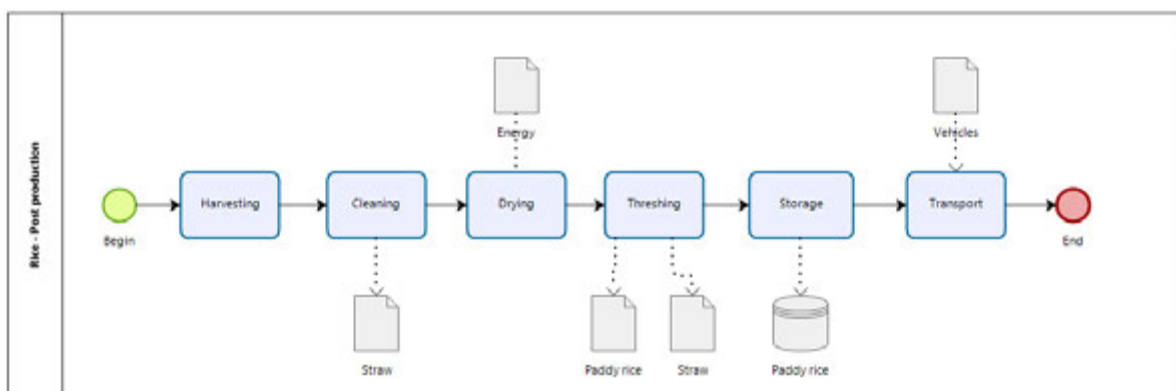 Rice - Post production
Energy
Vehicles
Harvesting
Cleaning
Drying
Threshing
Storage
Transport
Begin
End
Straw
Paddy rice
Straw
Paddy rice